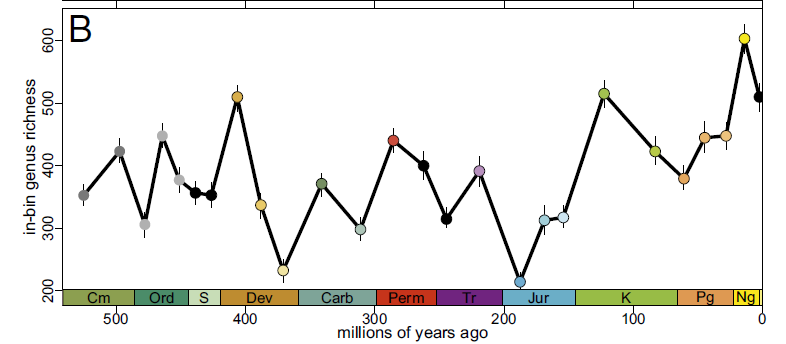 B
in-bin genus richness
600
500
400
300
200
Cm Ord S Dev Carb Perm Tr Jur K Pg Ng
500 400 300 200 100 0
millions of years ago